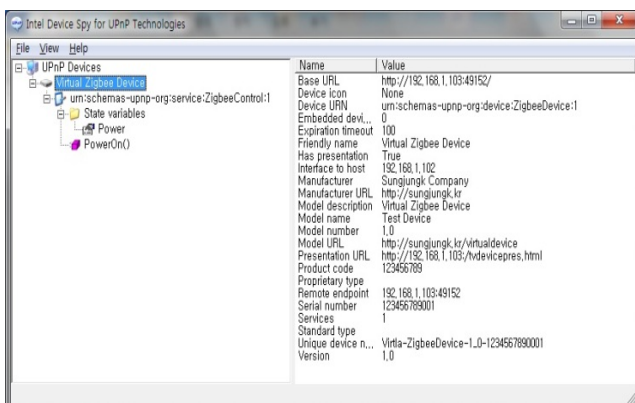 Intel Device Spy for UPnP Technologies
File View Help
UPnP Devices
Virtual Zigbee Device
urn:schemas-upnp-org:service:ZigbeeControl:1
State variables
Power
PowerOn()
Name Value
Base URL http://192,168,1,103:49152/
Device icon None
Device URN urn:schemas-upnp-org:device:ZigbeeDevice:1
Embedded devi,,, 0
Expiration timeout 100
Friendly name Virtual Zigbee Device
Has presentation True
Interface to host 192,168,1,102
Manufacturer Sungjungk Company
Manufacturer URL http://sungjungk,kr
Model description Virtual Zigbee Device
Model name Test Device
Model number 1,0
Model URL http://sungjungk,kr/virtualdevice
Presentation URL http://192,168,1,103:/tvdevicepres,html
Product code 123456789
Proprietary type
Remote endpoint 192,168,1,103:49152
Serial number 123456789001
Services 1
Standard type
Unique device n,,, Virtla-ZigbeeDevice-1_0-1234567890001
Version 1,0